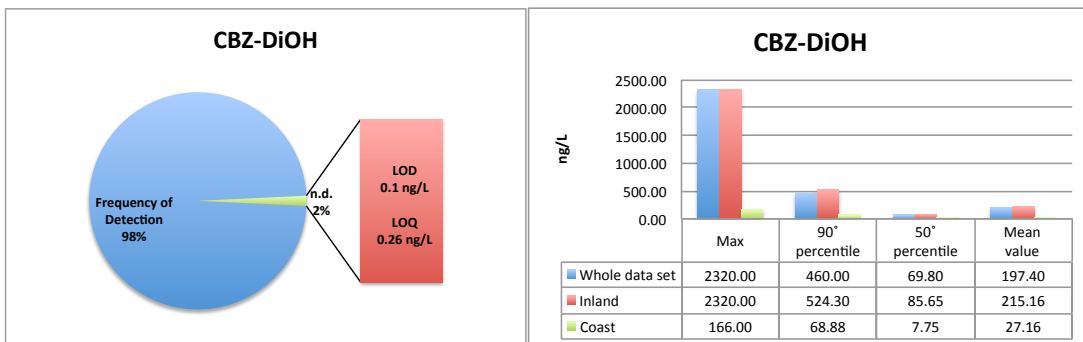 CBZ-DiOH
Frequency of
Detection
98%
n.d.
2%
LOD
0.1 ng/L
LOQ
0.26 ng/L
CBZ-DiOH
ng/L
2500.00
2000.00
1500.00
1000.00
500.00
0.00
Max
90˚
percentile
50˚
percentile
Mean
value
Whole data set 2320.00 460.00 69.80 197.40
Inland 2320.00 524.30 85.65 215.16
Coast 166.00 68.88 7.75 27.16